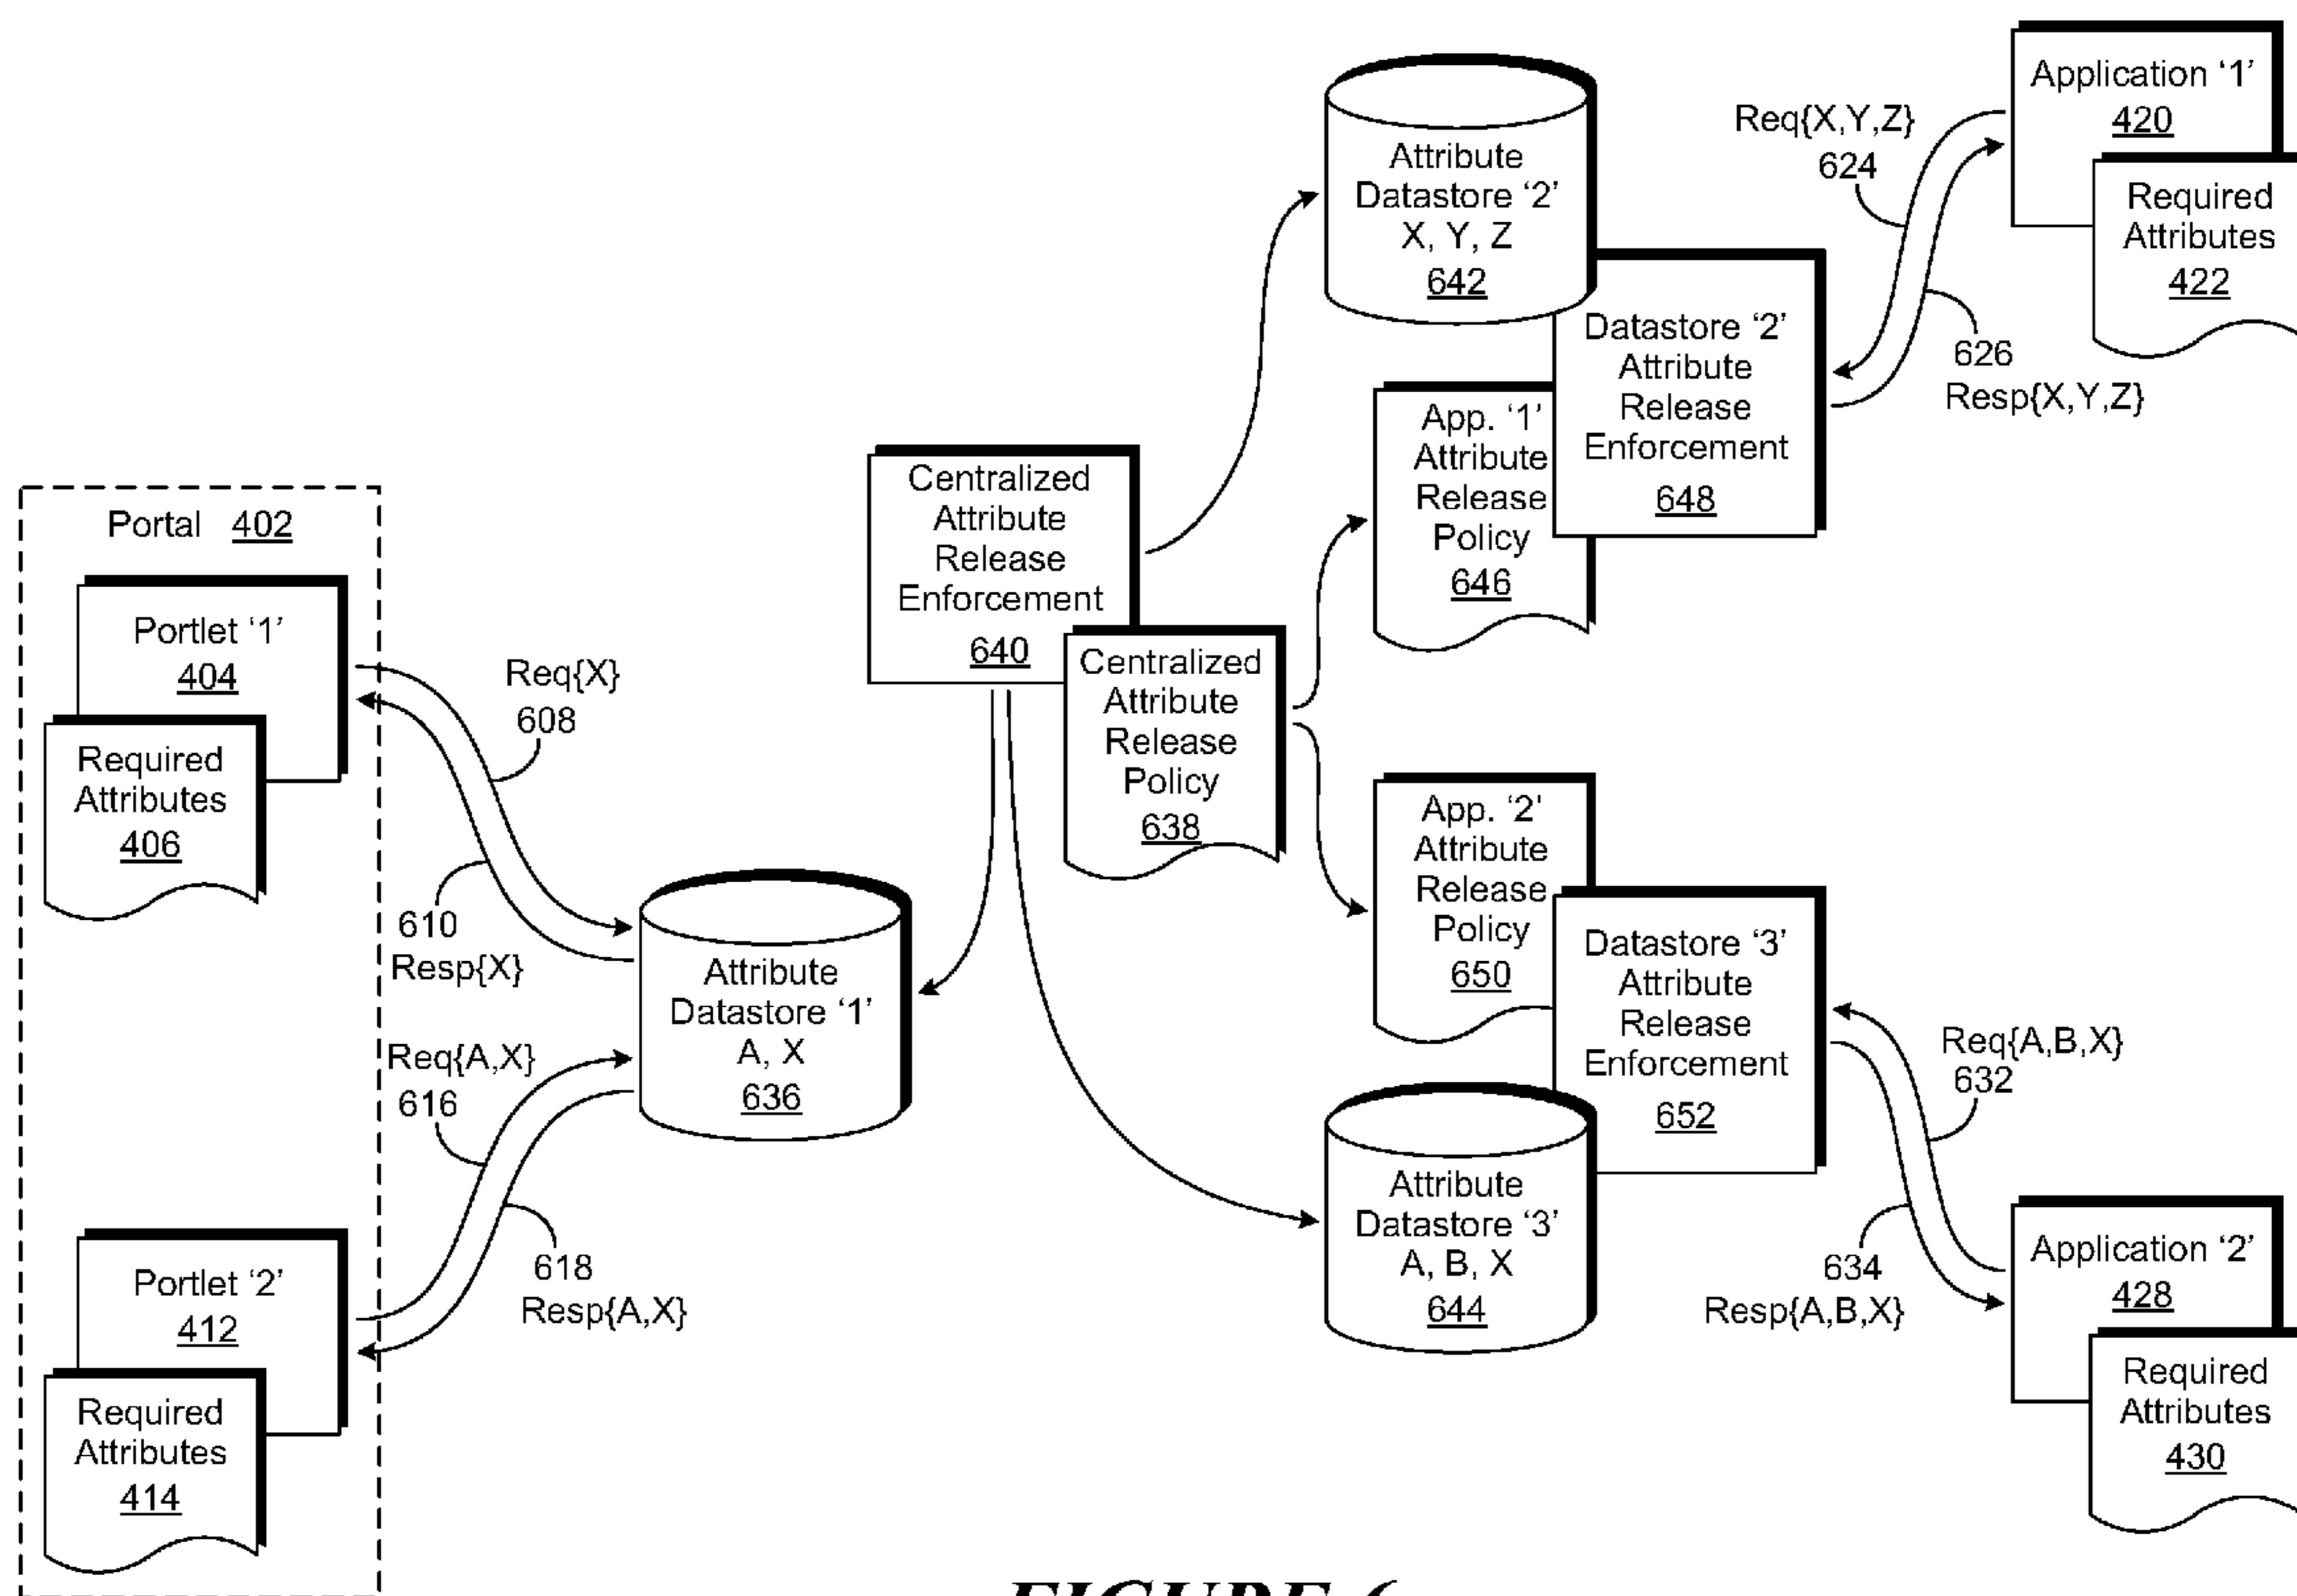 Portal 402
Portlet ‘1’
404
Required
Attributes
406
Req{X}
608
610
Resp{X}
Req{A,X}
616
618
Resp{A,X}
Portlet ‘2’
412
Required
Attributes
414
Attribute
Datastore ‘1’
A, X
636
Centralized
Attribute
Release
Enforcement
640
Centralized
Attribute
Release
Policy
638
Attribute
Datastore ‘2’
X, Y, Z
642
Datastore ‘2’
Attribute
Release
Enforcement
648
App. ‘1’
Attribute
Release
Policy
646
App. ‘2’
Attribute
Release
Policy
650
Datastore ‘3’
Attribute
Release
Enforcement
652
Attribute
Datastore ‘3’
A, B, X
644
Req{X,Y,Z}
624
626
Resp{X,Y,Z}
Application ‘1’
420
Required
Attributes
422
Req{A,B,X}
632
634
Resp{A,B,X}
Application ‘2’
428
Required
Attributes
430
FIGURE 6